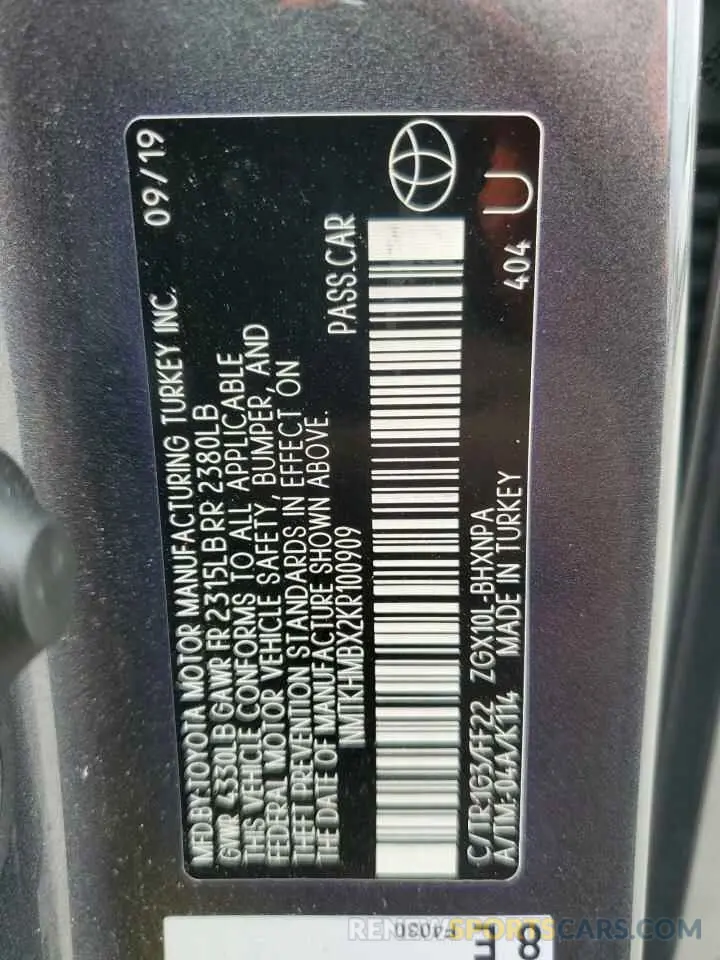 MFD.BY:TOYOTA MOTOR MANUFACTURING TURKEY INC. 09/19
GVWR 4330LB GAWR FR 2315LB RR 2380LB
THIS VEHICLE CONFORMS TO ALL APPLICABLE
FEDERAL MOTOR VEHICLE SAFETY, BUMPER, AND
THEFT PREVENTION STANDARDS IN EFFECT ON
THE DATE OF MANUFACTURE SHOWN ABOVE.
NMTKHMBX2KR100909 PASS.CAR
C/TR:1G3/FF22 ZGX10L-BHXNPA
A/TM:-04A/K114 MADE IN TURKEY 404 U
F4030
RENEWSPORTSCARS.COM